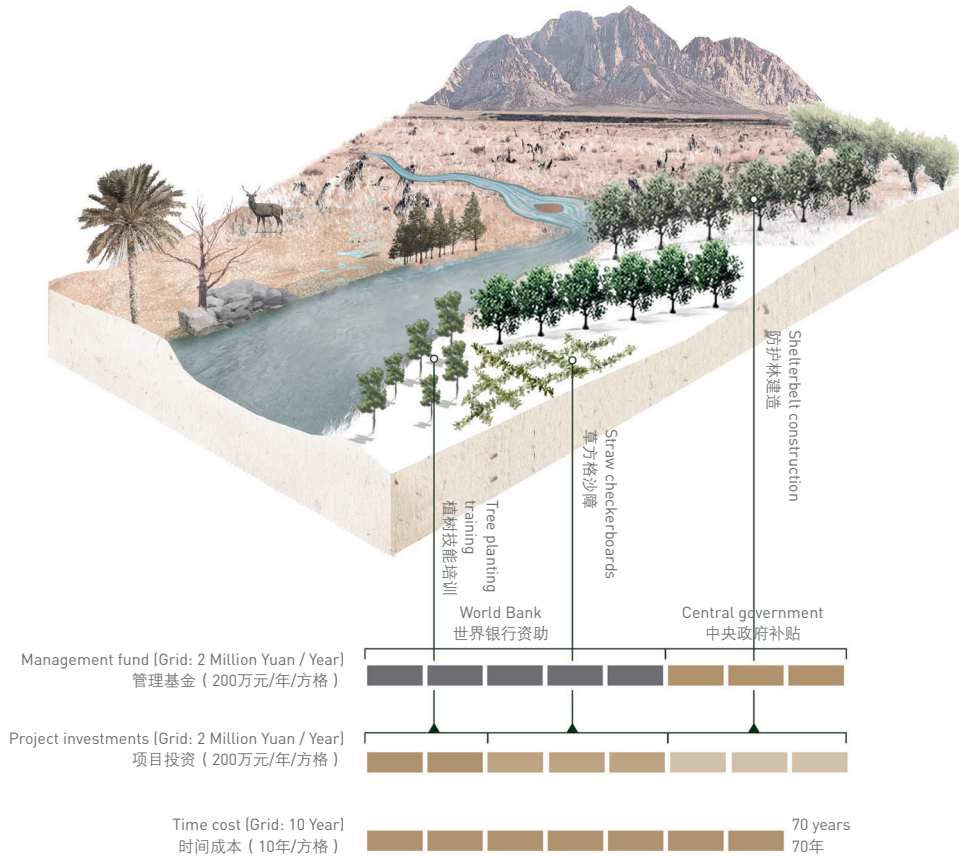 Shelterbelt construction
防护林建造
Straw checkerboards
草方格沙障
Tree planting
training
植树技能培训
World Bank
世界银行资助
Central government
中央政府补贴
Management fund (Grid: 2 Million Yuan / Year)
管理基金（200万元/年/方格）
Project investments (Grid: 2 Million Yuan / Year)
项目投资（200万元/年/方格）
Time cost (Grid: 10 Year)
时间成本（10年/方格）
70 years
70年